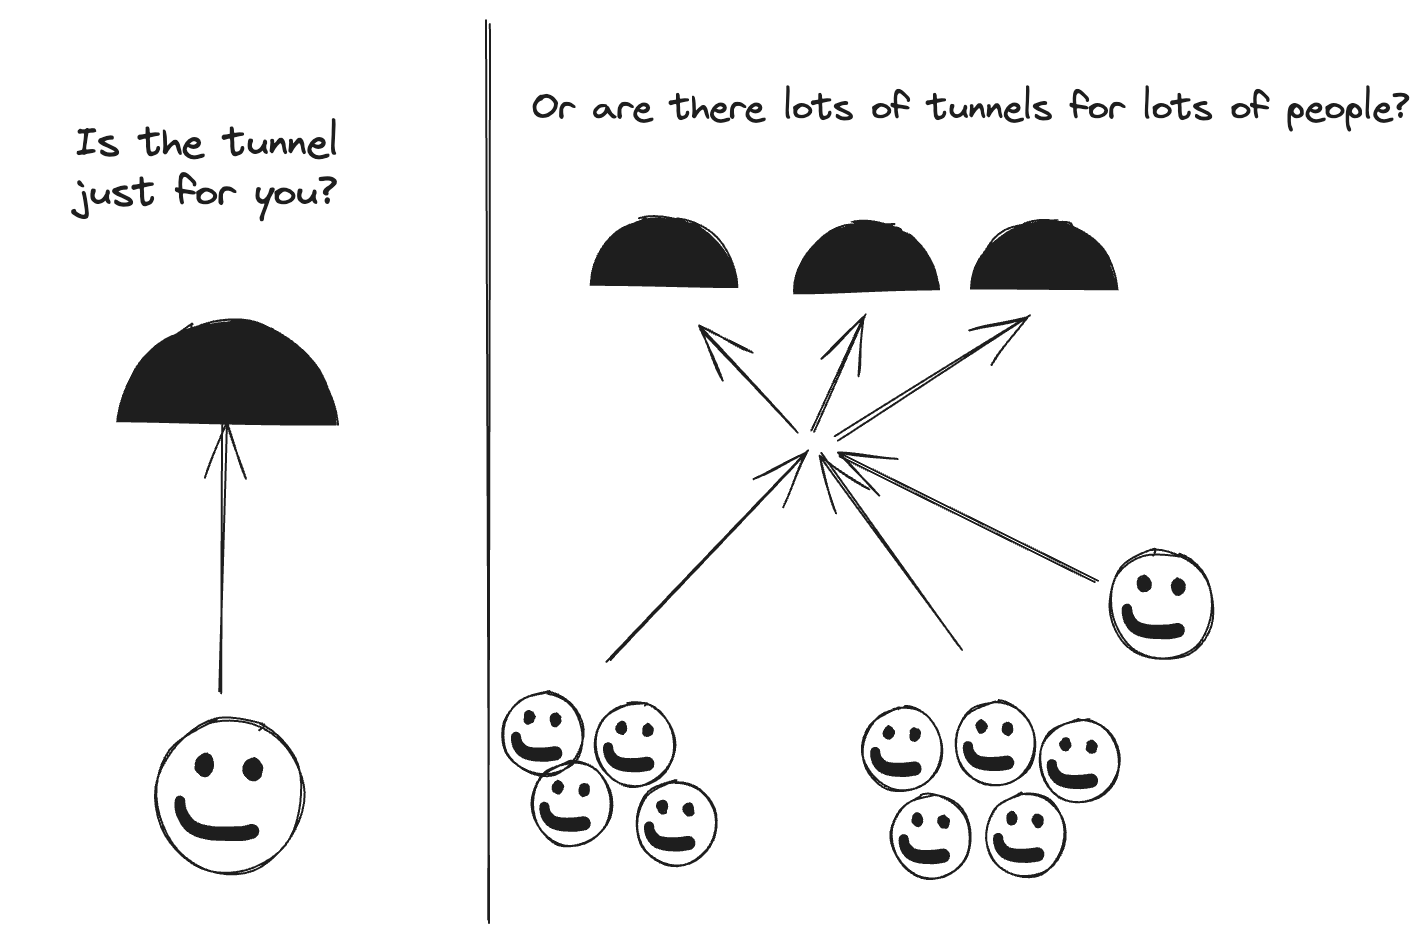 Is the tunnel
just for you?
Or are there lots of tunnels for lots of people?